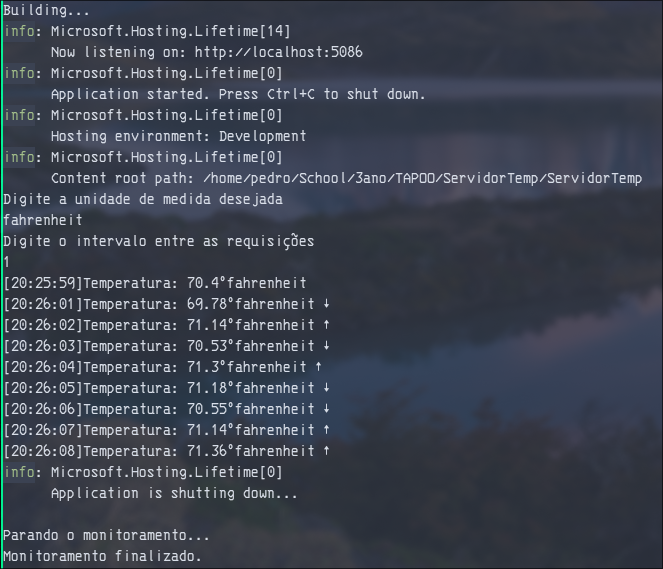 Building...
info: Microsoft.Hosting.Lifetime[14]
Now listening on: http://localhost:5086
info: Microsoft.Hosting.Lifetime[0]
Application started. Press Ctrl+C to shut down.
info: Microsoft.Hosting.Lifetime[0]
Hosting environment: Development
info: Microsoft.Hosting.Lifetime[0]
Content root path: /home/pedro/School/3ano/TAPOO/ServidorTemp/ServidorTemp
Digite a unidade de medida desejada
fahrenheit
Digite o intervalo entre as requisições
1
[20:25:59]Temperatura: 70.4°fahrenheit
[20:26:01]Temperatura: 69.78°fahrenheit ↓
[20:26:02]Temperatura: 71.14°fahrenheit ↑
[20:26:03]Temperatura: 70.53°fahrenheit ↓
[20:26:04]Temperatura: 71.3°fahrenheit ↑
[20:26:05]Temperatura: 71.18°fahrenheit ↓
[20:26:06]Temperatura: 70.55°fahrenheit ↓
[20:26:07]Temperatura: 71.14°fahrenheit ↑
[20:26:08]Temperatura: 71.36°fahrenheit ↑
info: Microsoft.Hosting.Lifetime[0]
Application is shutting down...
Parando o monitoramento...
Monitoramento finalizado.